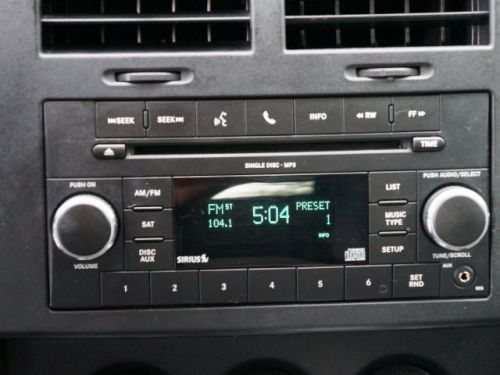 SEEK SEEK INFO RW FF
TIME
SINGLE DISC · MP3
PUSH ON
AM/FM
SAT
DISC AUX
VOLUME
FM ST 5:04 PRESET
104.1 1
INFO
SIRIUS
LIST
MUSIC TYPE
SETUP
PUSH AUDIO/SELECT
TUNE/SCROLL
1 2 3 4 5 6 SET RND
AUX